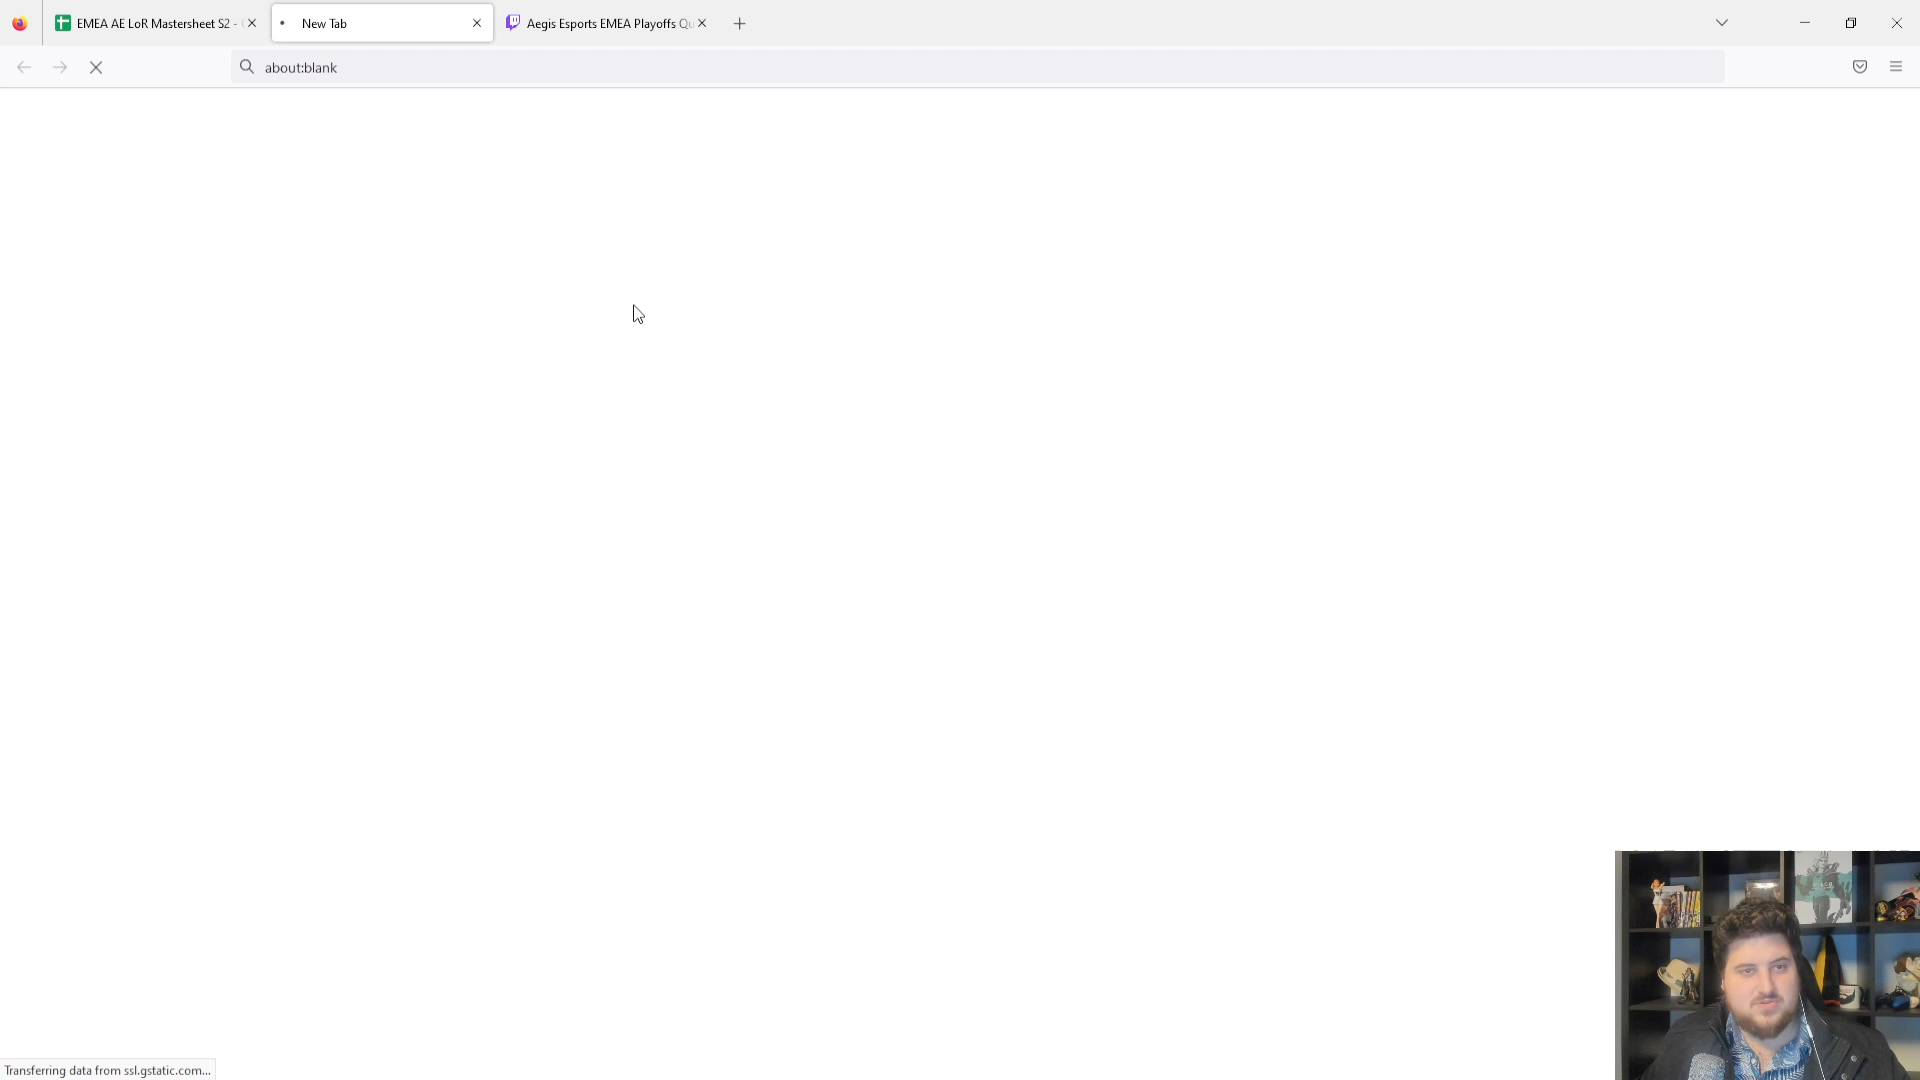 EMEA AE LoR Mastersheet S2 -
New Tab
Aegis Esports EMEA Playoffs Qu
about:blank
Transferring data from ssl.gstatic.com...